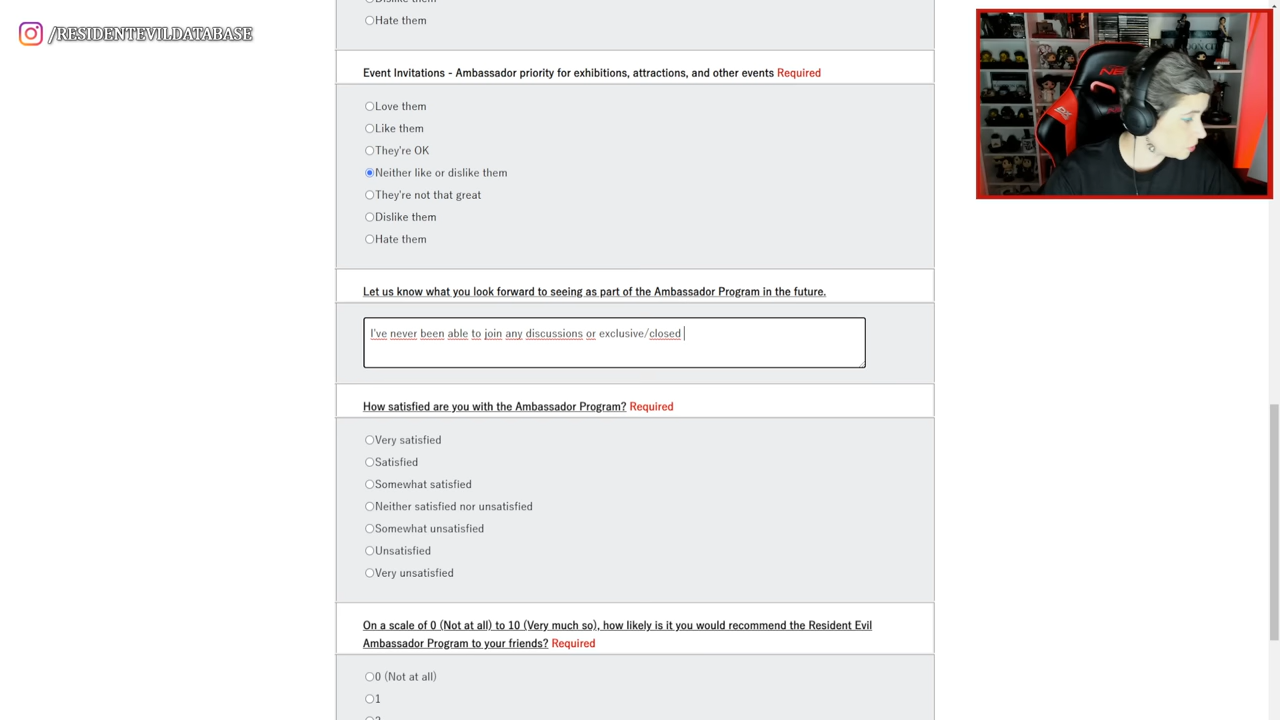 /RESIDENTEVILDATABASE
Hate them
Event Invitations - Ambassador priority for exhibitions, attractions, and other events Required
Love them
Like them
They're OK
Neither like or dislike them
They're not that great
Dislike them
Hate them
Let us know what you look forward to seeing as part of the Ambassador Program in the future.
I've never been able to join any discussions or exclusive/closed
How satisfied are you with the Ambassador Program? Required
Very satisfied
Satisfied
Somewhat satisfied
Neither satisfied nor unsatisfied
Somewhat unsatisfied
Unsatisfied
Very unsatisfied
On a scale of 0 (Not at all) to 10 (Very much so), how likely is it you would recommend the Resident Evil
Ambassador Program to your friends? Required
0 (Not at all)
1